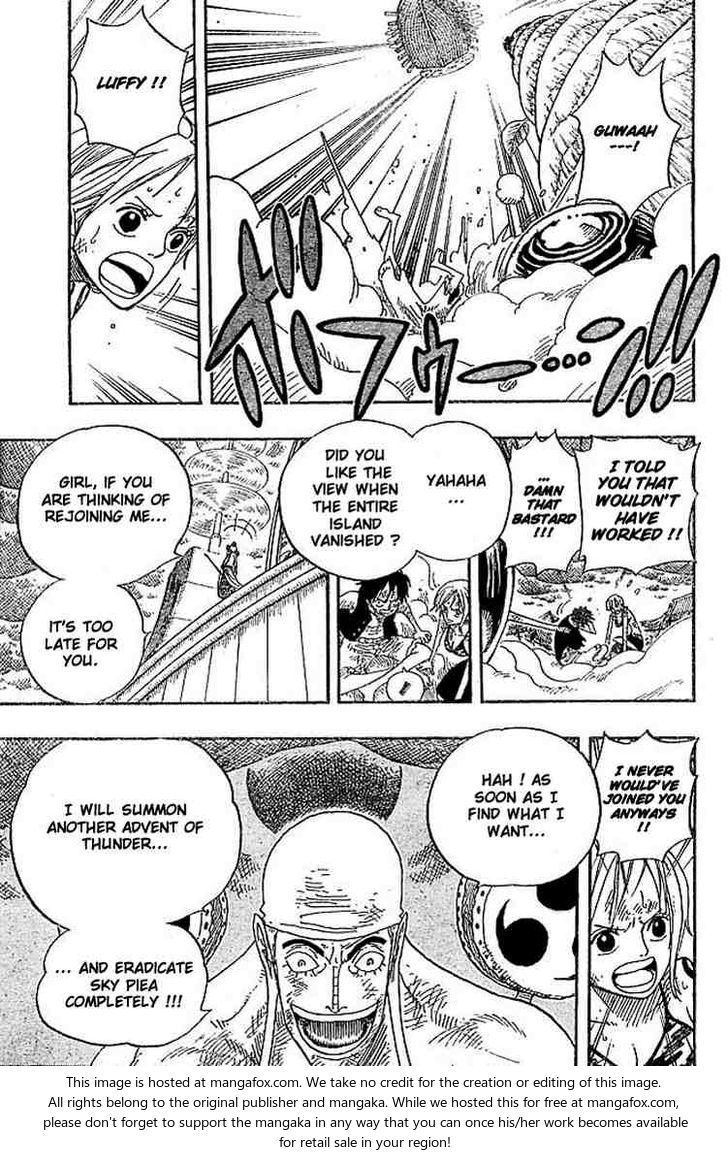 GUWAAH
---!
LUFFY !!
ボフゥーー...!!!
I TOLD
YOU THAT
WOULDN'T
HAVE
WORKED !!
...
DAMN
THAT
BASTARD
!!!
YAHAHA
...
DID YOU
LIKE THE
VIEW WHEN
THE ENTIRE
ISLAND
VANISHED ?
GIRL, IF YOU
ARE THINKING OF
REJOINING ME...
IT'S TOO
LATE FOR
YOU.
I NEVER
WOULD'VE
JOINED YOU
ANYWAYS
!!
HAH ! AS
SOON AS I
FIND WHAT I
WANT...
I WILL SUMMON
ANOTHER ADVENT OF
THUNDER...
... AND ERADICATE
SKY PIEA
COMPLETELY !!!
This image is hosted at mangafox.com. We take no credit for the creation or editing of this image.
All rights belong to the original publisher and mangaka. While we hosted this for free at mangafox.com,
please don't forget to support the mangaka in any way that you can once his/her work becomes available
for retail sale in your region!